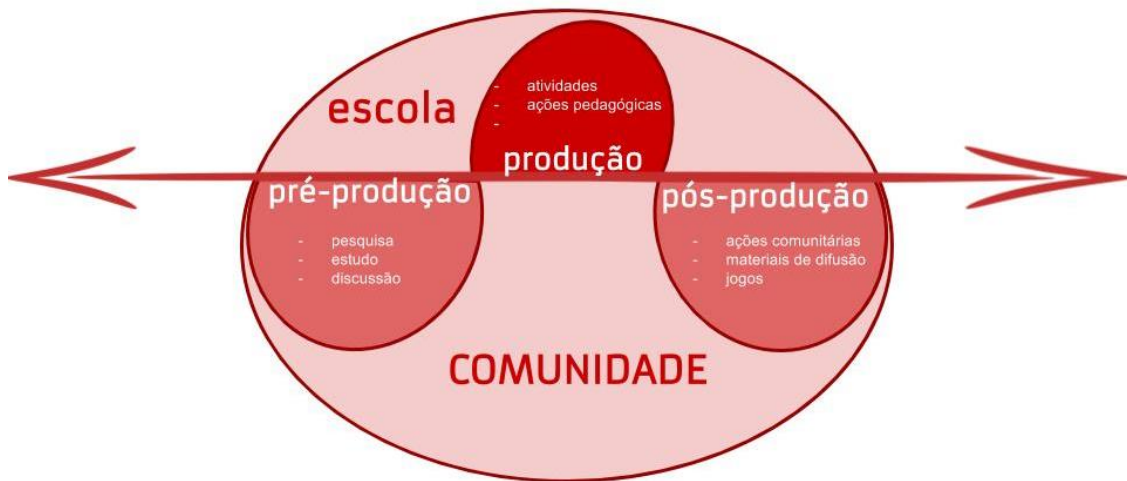 escola
- atividades
- ações pedagógicas
-
produção
pré-produção
- pesquisa
- estudo
- discussão
pós-produção
- ações comunitárias
- materiais de difusão
- jogos
COMUNIDADE